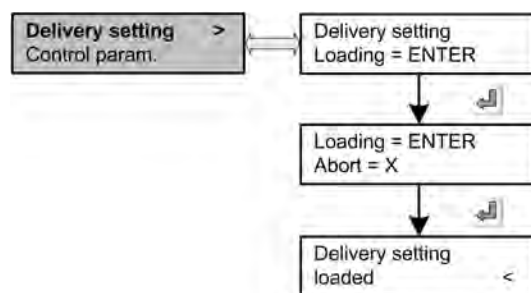 Delivery setting >
Control param.
Delivery setting
Loading = ENTER
Loading = ENTER
Abort = X
Delivery setting
loaded <